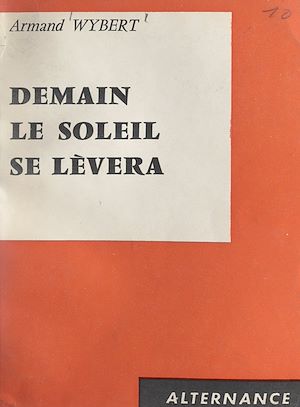 Armand WYBERT
10
DEMAIN
LE SOLEIL
SE LÈVERA
ALTERNANCE